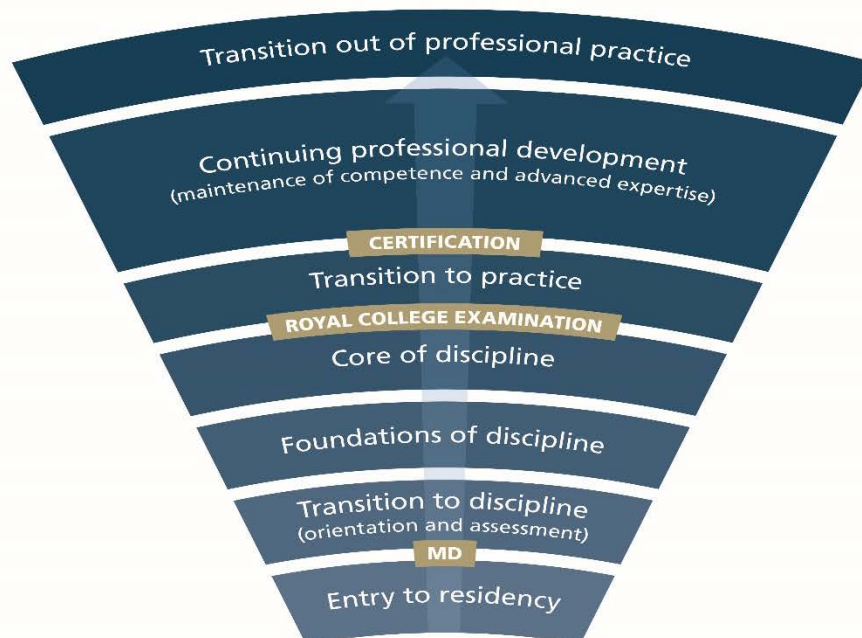 Transition out of professional practice
Continuing professional development
(maintenance of competence and advanced expertise)
CERTIFICATION
Transition to practice
ROYAL COLLEGE EXAMINATION
Core of discipline
Foundations of discipline
Transition to discipline
(orientation and assessment)
MD
Entry to residency